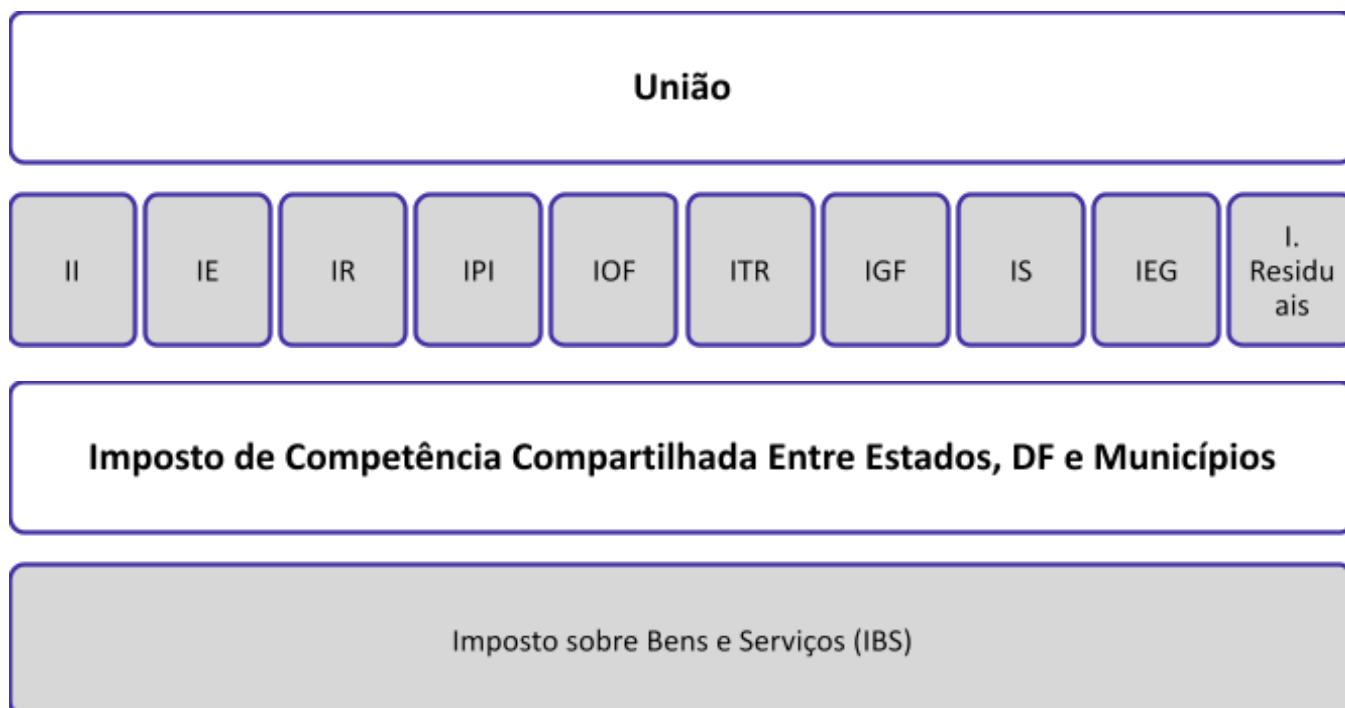 União
II
IE
IR
IPI
IOF
ITR
IGF
IS
IEG
I.
Residu
ais
Imposto de Competência Compartilhada Entre Estados, DF e Municípios
Imposto sobre Bens e Serviços (IBS)